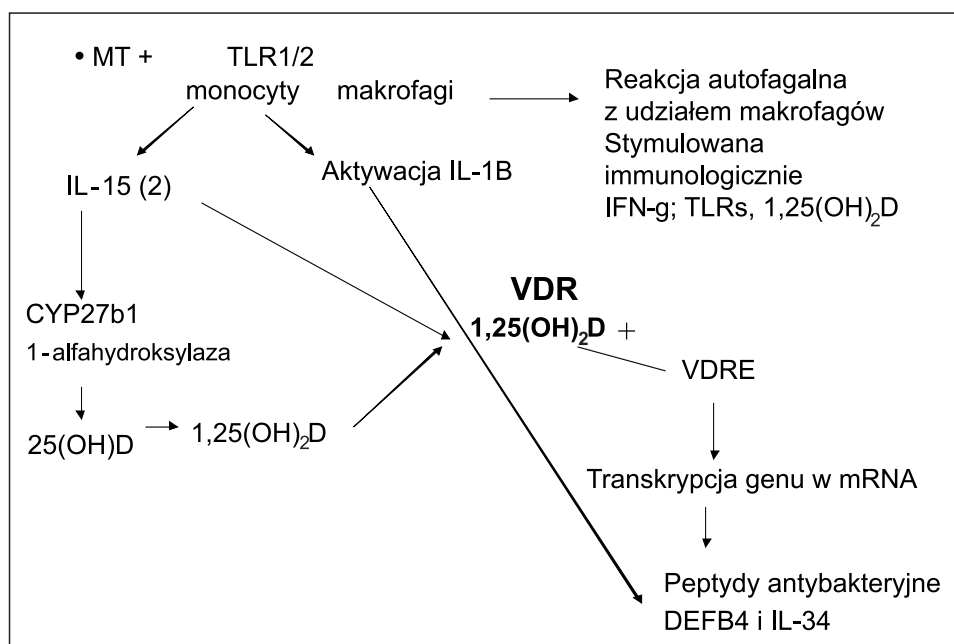 • MT + TLR1/2
monocyty makrofagi
Reakcja autofagalna
z udziałem makrofagów
Stymulowana
immunologicznie
IFN-g; TLRs, 1,25(OH)₂D
IL-15 (2)
Aktywacja IL-1B
CYP27b1
1-alfahydroksylaza
25(OH)D
1,25(OH)₂D
VDR
1,25(OH)₂D +
VDRE
Transkrypcja genu w mRNA
Peptydy antybakteryjne
DEFB4 i IL-34